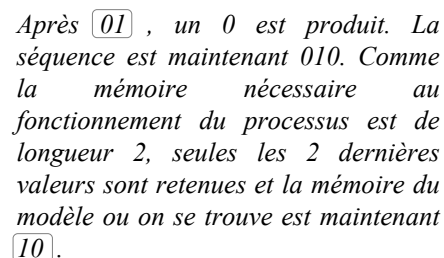 Après 01 , un 0 est produit. La
séquence est maintenant 010. Comme
la mémoire nécessaire au
fonctionnement du processus est de
longueur 2, seules les 2 dernières
valeurs sont retenues et la mémoire du
modèle ou on se trouve est maintenant
10 .